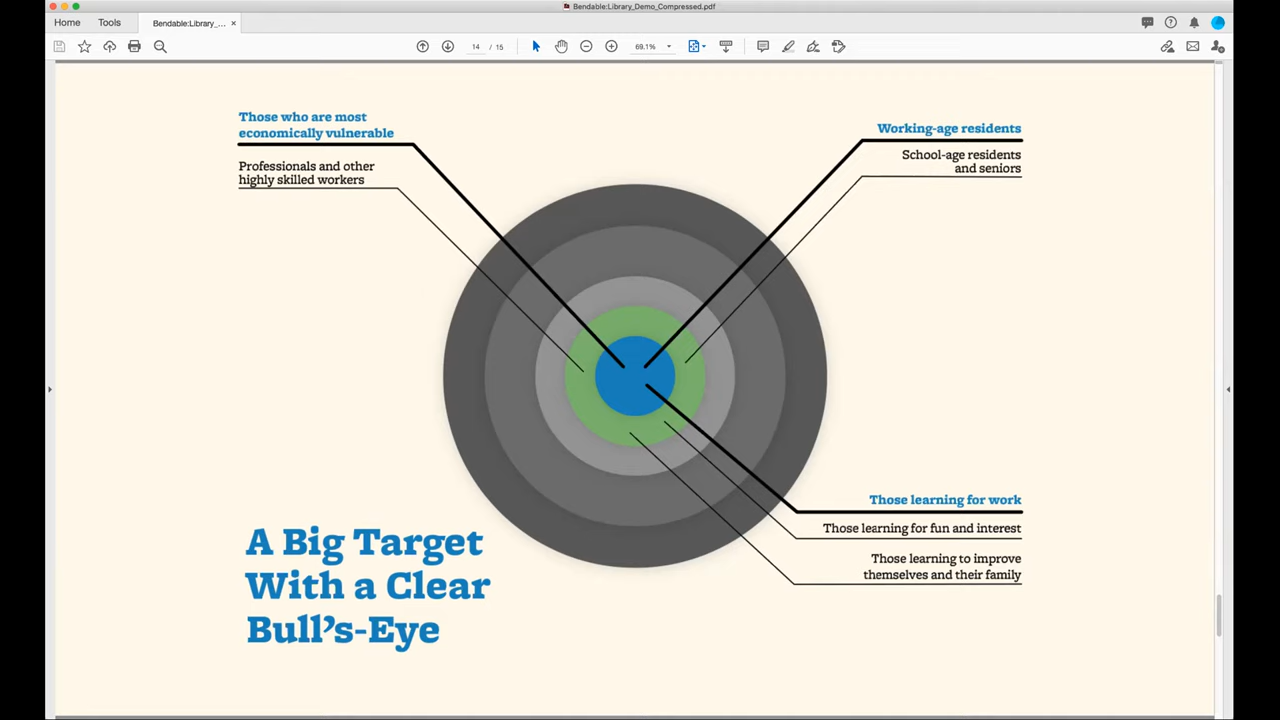 Bendable:Library_Demo_Compressed.pdf
Home
Tools
Bendable:Library_... ×
14 / 15
69.1%
Those who are most
economically vulnerable
Professionals and other
highly skilled workers
Working-age residents
School-age residents
and seniors
Those learning for work
Those learning for fun and interest
Those learning to improve
themselves and their family
A Big Target
With a Clear
Bull's-Eye